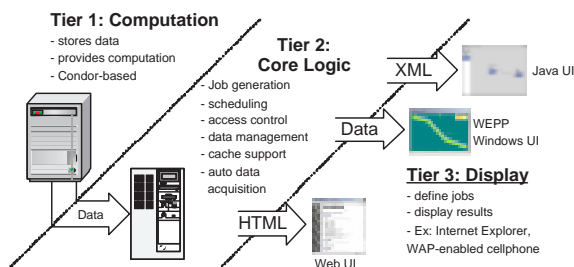 Tier 1: Computation
- stores data
- provides computation
- Condor-based
Data
Tier 2:
Core Logic
- Job generation
- scheduling
- access control
- data management
- cache support
- auto data
acquisition
XML
Java UI
Data
WEPP
Windows UI
HTML
Web UI
Tier 3: Display
- define jobs
- display results
- Ex: Internet Explorer,
WAP-enabled cellphone